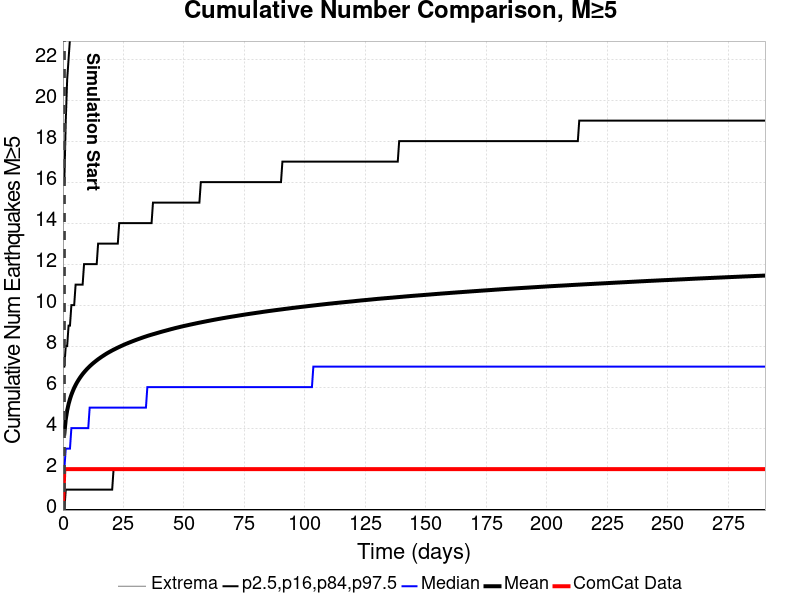 Cumulative Number Comparison, M≥5
Cumulative Num Earthquakes M≥5
22
20
18
16
14
12
10
8
6
4
2
0
Simulation Start
0 25 50 75 100 125 150 175 200 225 250 275
Time (days)
Extrema p2.5,p16,p84,p97.5 Median Mean ComCat Data